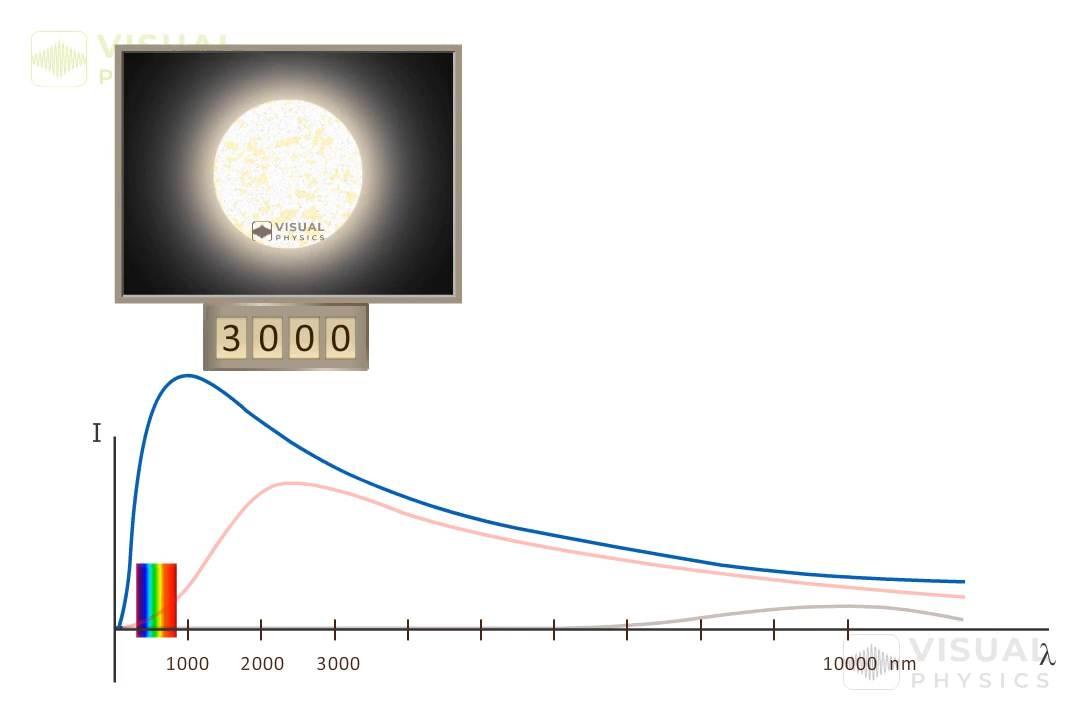 VISUAL
P
VISUAL
PHYSICS
3000
I
1000 2000 3000 10000 nm
λ
VISUAL
PHYSICS